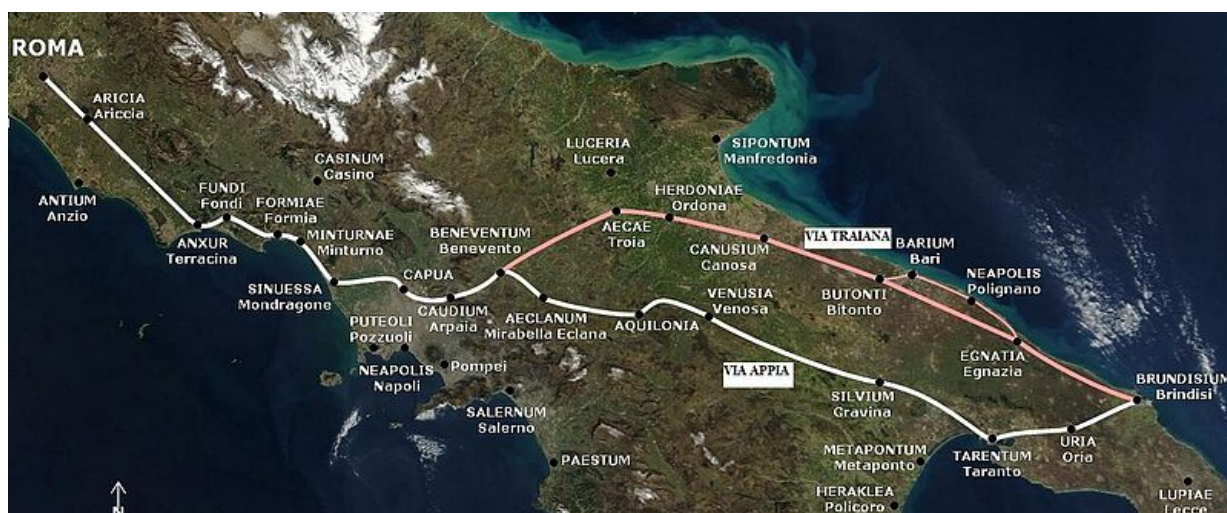 ROMA
ARICIA
Ariccia
ANTIUM
Anzio
CASINUM
Casino
FUNDI
Fondi
FORMIAE
Formia
ANXUR
Terracina
MINTURNAE
Minturno
SINUESSA
Mondragone
CAPUA
CAUDIUM
Arpaia
BENEVENTUM
Benevento
PUTEOLI
Pozzuoli
NEAPOLIS
Napoli
Pompei
SALERNUM
Salerno
PAESTUM
AECLANUM
Mirabella Eclana
AQUILONIA
LUCERIA
Lucera
SIPONTUM
Manfredonia
HERDONIAE
Ordona
AECAE
Troia
CANUSIUM
Canosa
VIA TRAIANA
BARIUM
Bari
BUTONTI
Bitonto
NEAPOLIS
Polignano
VENUSIA
Venosa
VIA APPIA
EGNATIA
Egnazia
SILVIUM
Gravina
BRUNDISIUM
Brindisi
METAPONTUM
Metaponto
TARENTUM
Taranto
URIA
Oria
HERAKLEA
Policoro
LUPIAE
Lecce